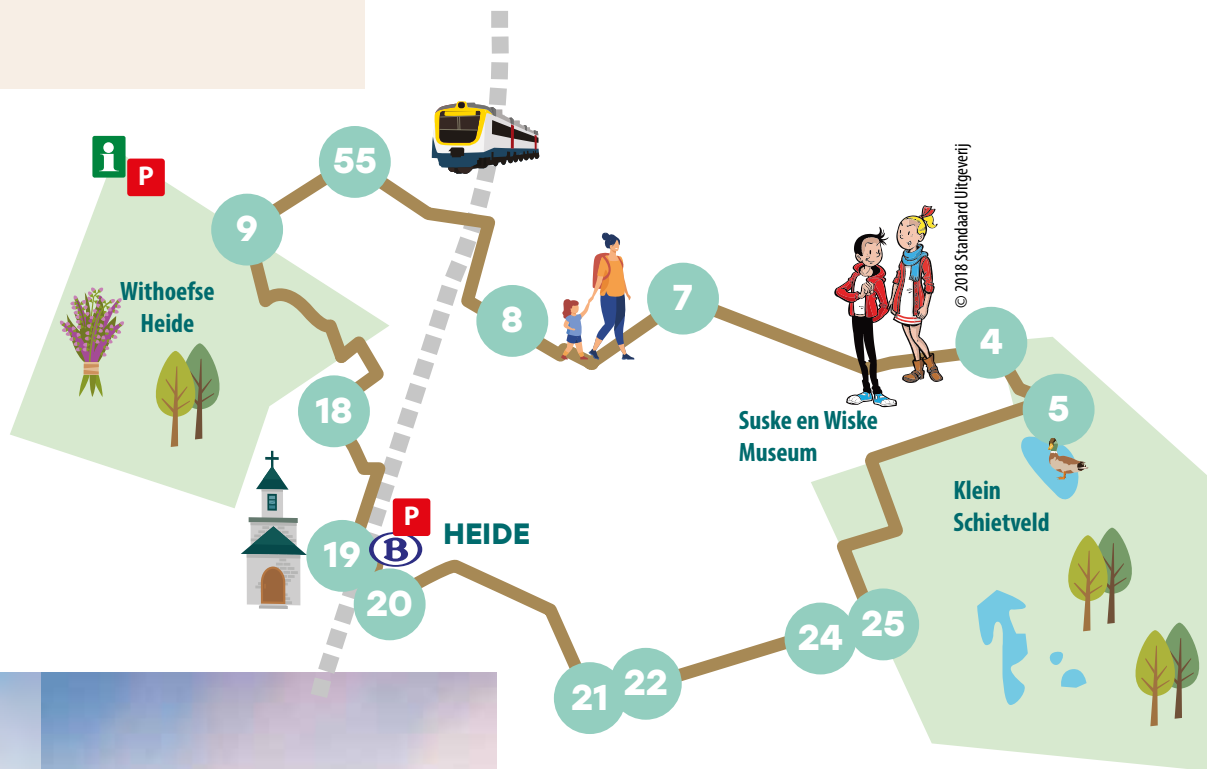 i
P
55
9
© 2018 Standaard Uitgeverij
Withoefse
Heide
8
7
4
5
18
Suske en Wiske
Museum
Klein
Schietveld
P
HEIDE
19
B
20
24
25
21
22